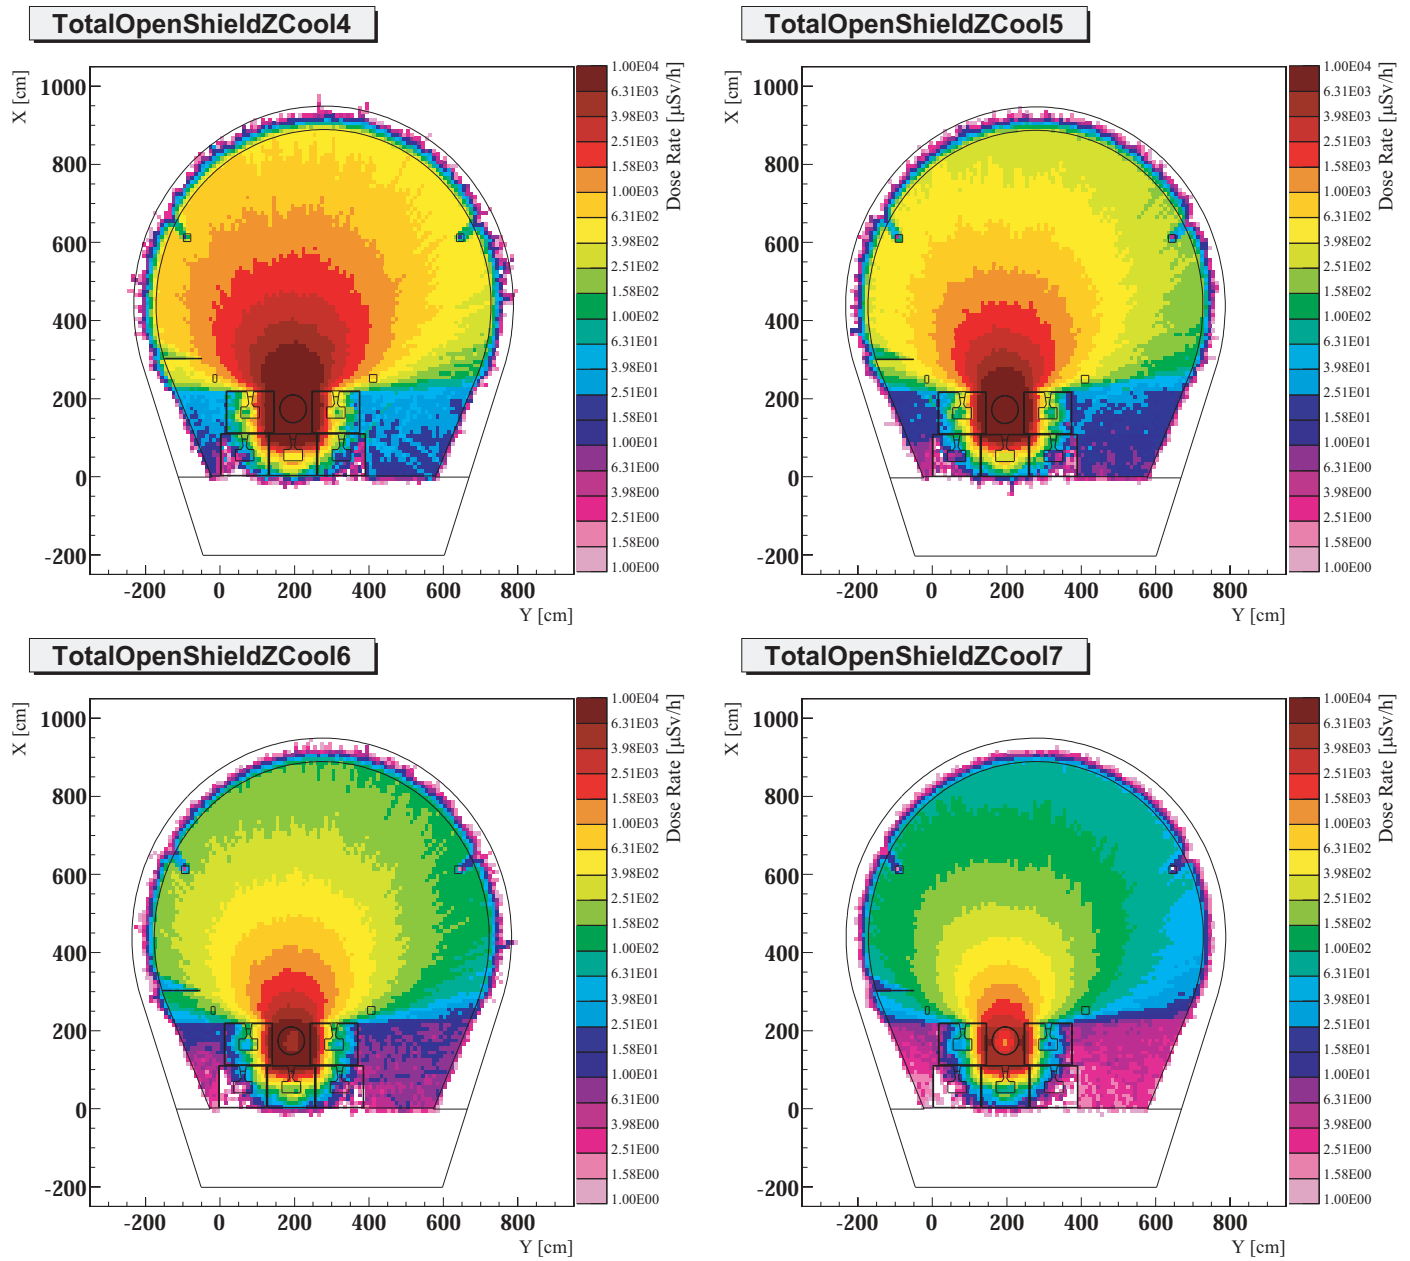 TotalOpenShieldZCool4
X [cm]
1000
800
600
400
200
0
-200
-200 0 200 400 600 800
Y [cm]
1.00E04
6.31E03
3.98E03
2.51E03
1.58E03
1.00E03
6.31E02
3.98E02
2.51E02
1.58E02
1.00E02
6.31E01
3.98E01
2.51E01
1.58E01
1.00E01
6.31E00
3.98E00
2.51E00
1.58E00
1.00E00
Dose Rate [µSv/h]
TotalOpenShieldZCool5
X [cm]
1000
800
600
400
200
0
-200
-200 0 200 400 600 800
Y [cm]
1.00E04
6.31E03
3.98E03
2.51E03
1.58E03
1.00E03
6.31E02
3.98E02
2.51E02
1.58E02
1.00E02
6.31E01
3.98E01
2.51E01
1.58E01
1.00E01
6.31E00
3.98E00
2.51E00
1.58E00
1.00E00
Dose Rate [µSv/h]
TotalOpenShieldZCool6
X [cm]
1000
800
600
400
200
0
-200
-200 0 200 400 600 800
Y [cm]
1.00E04
6.31E03
3.98E03
2.51E03
1.58E03
1.00E03
6.31E02
3.98E02
2.51E02
1.58E02
1.00E02
6.31E01
3.98E01
2.51E01
1.58E01
1.00E01
6.31E00
3.98E00
2.51E00
1.58E00
1.00E00
Dose Rate [µSv/h]
TotalOpenShieldZCool7
X [cm]
1000
800
600
400
200
0
-200
-200 0 200 400 600 800
Y [cm]
1.00E04
6.31E03
3.98E03
2.51E03
1.58E03
1.00E03
6.31E02
3.98E02
2.51E02
1.58E02
1.00E02
6.31E01
3.98E01
2.51E01
1.58E01
1.00E01
6.31E00
3.98E00
2.51E00
1.58E00
1.00E00
Dose Rate [µSv/h]